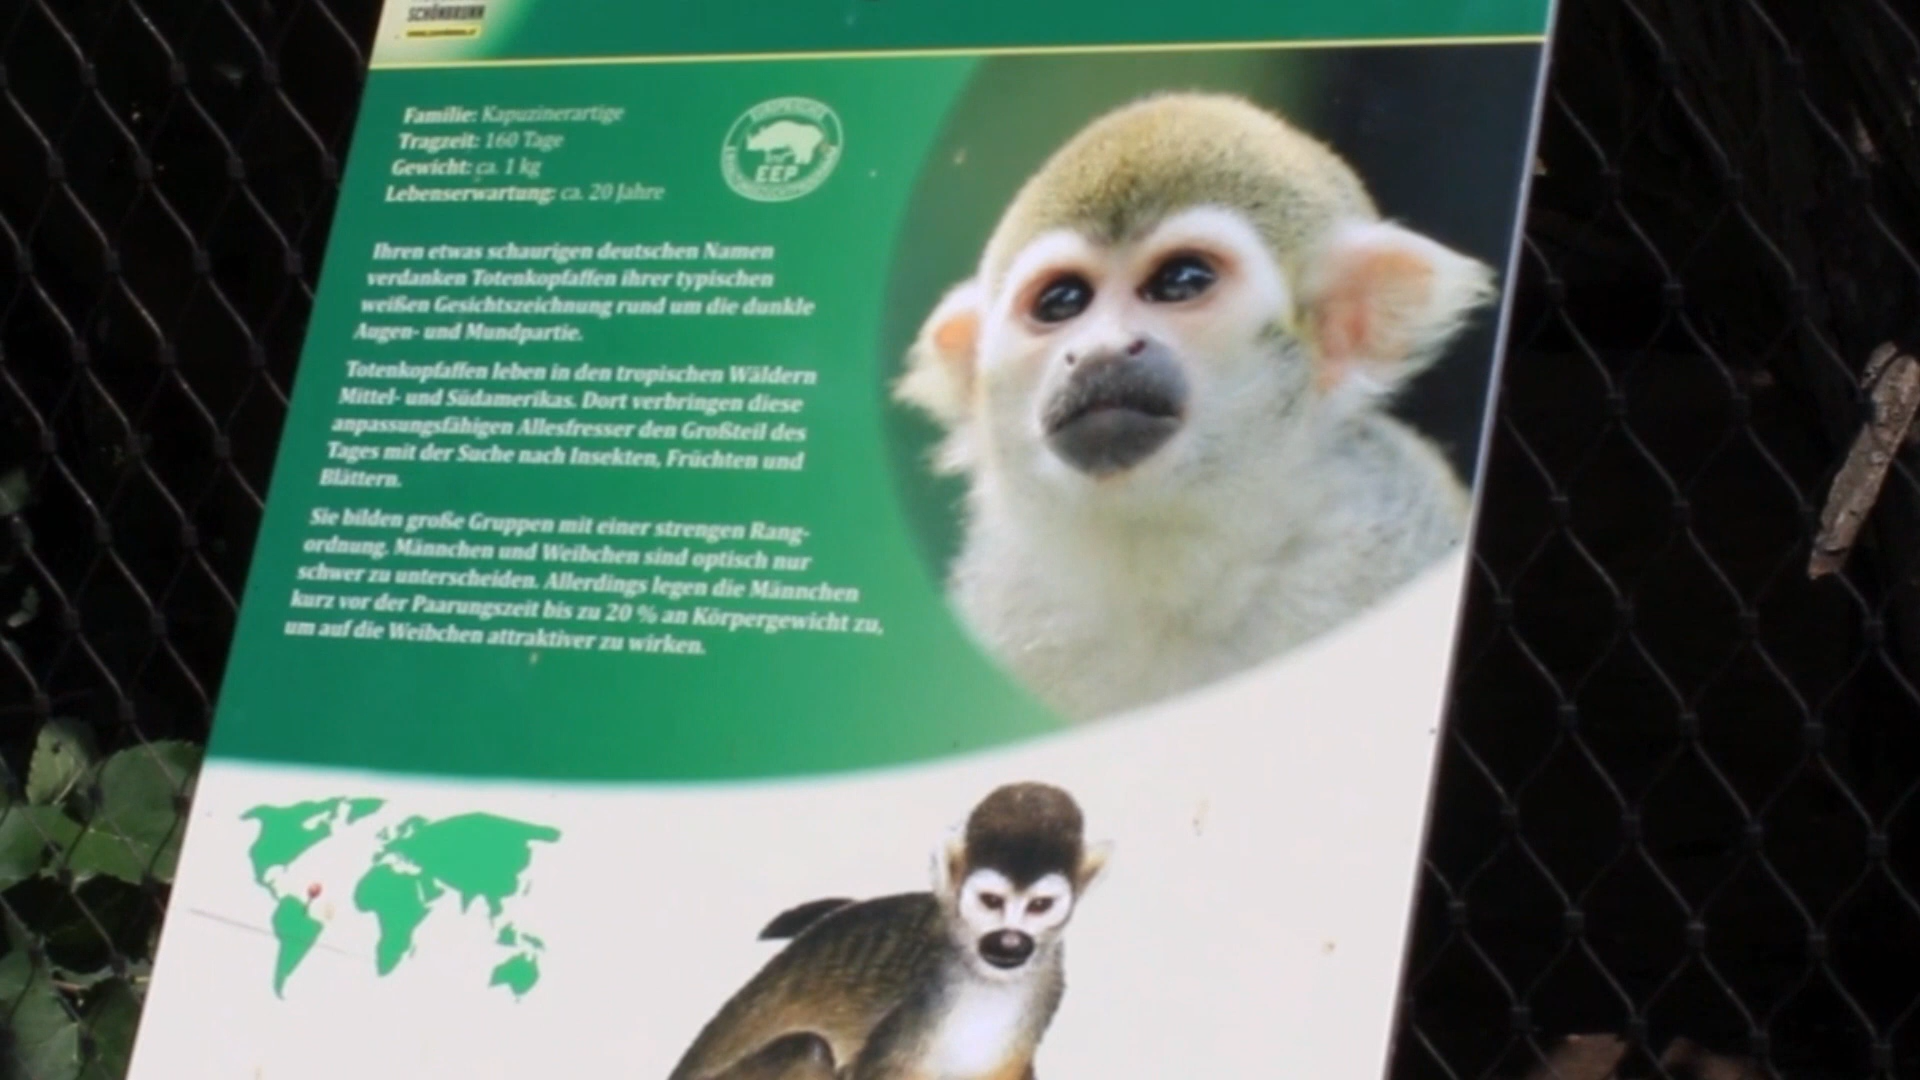 SCHÖNBRUNN
Familie: Kapuzinerartige
Tragzeit: 160 Tage
Gewicht: ca. 1 kg
Lebenserwartung: ca. 20 Jahre
EEP
Ihren etwas schaurigen deutschen Namen
verdanken Totenkopfaffen ihrer typischen
weißen Gesichtszeichnung rund um die dunkle
Augen- und Mundpartie.
Totenkopfaffen leben in den tropischen Wäldern
Mittel- und Südamerikas. Dort verbringen diese
anpassungsfähigen Allesfresser den Großteil des
Tages mit der Suche nach Insekten, Früchten und
Blättern.
Sie bilden große Gruppen mit einer strengen Rang-
ordnung. Männchen und Weibchen sind optisch nur
schwer zu unterscheiden. Allerdings legen die Männchen
kurz vor der Paarungszeit bis zu 20 % an Körpergewicht zu,
um auf die Weibchen attraktiver zu wirken.